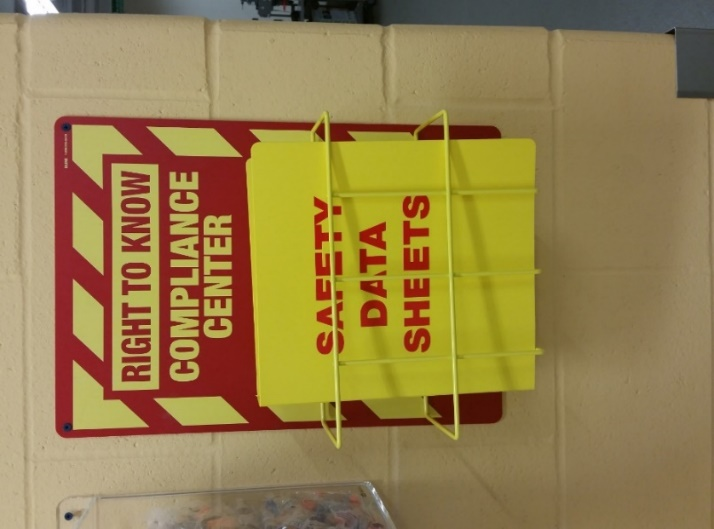 RIGHT TO KNOW
COMPLIANCE
CENTER
SAFETY
DATA
SHEETS